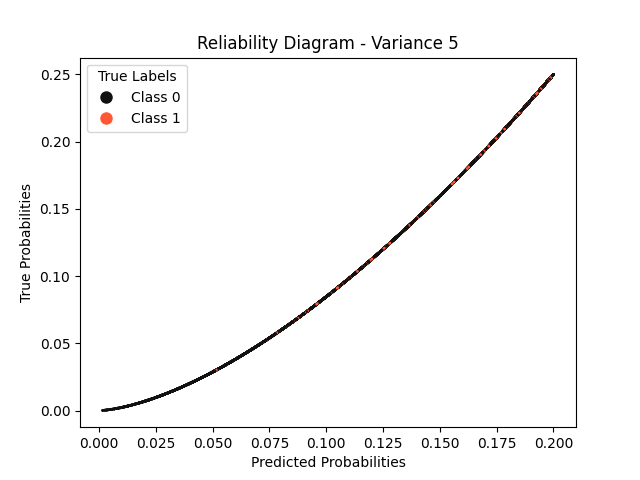 Reliability Diagram - Variance 5
True Labels
Class 0
Class 1
True Probabilities
0.25
0.20
0.15
0.10
0.05
0.00
0.000 0.025 0.050 0.075 0.100 0.125 0.150 0.175 0.200
Predicted Probabilities